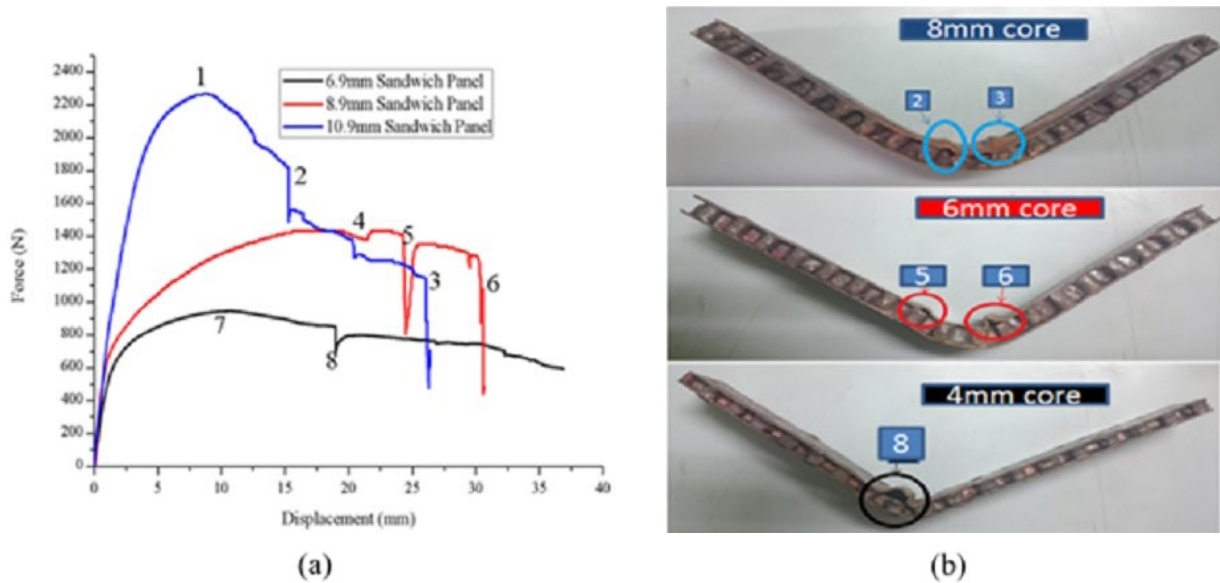 2400
2200
2000
1800
1600
1400
1200
1000
800
600
400
200
0
Force (N)
0 5 10 15 20 25 30 35 40
Displacement (mm)
6.9mm Sandwich Panel
8.9mm Sandwich Panel
10.9mm Sandwich Panel
1
2
3
4
5
6
7
8
(a)
8mm core
2 3
6mm core
5 6
4mm core
8
(b)